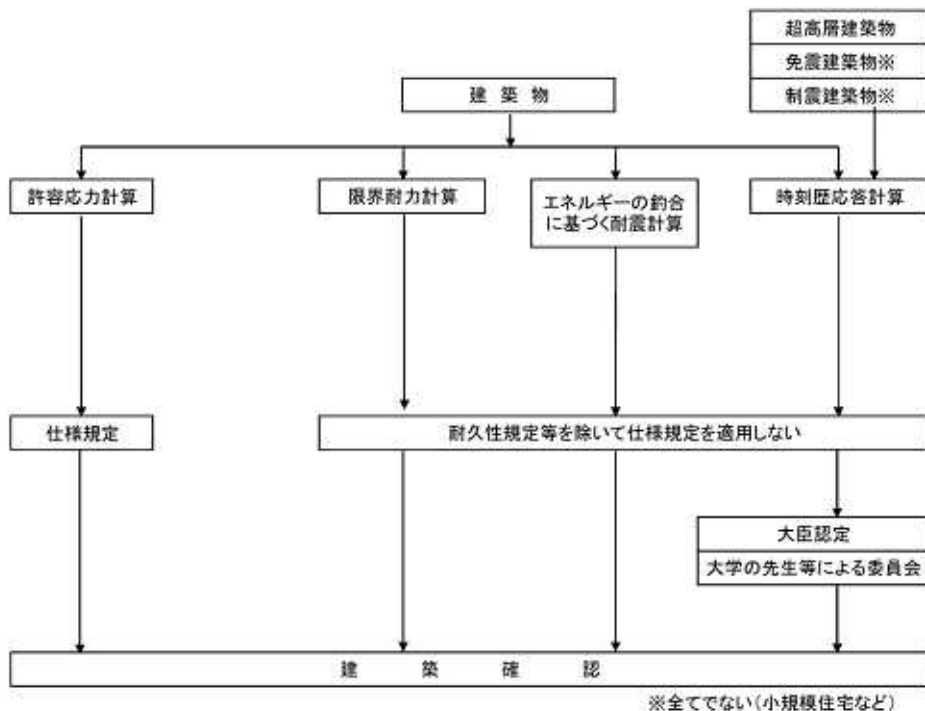 超高層建築物
免震建築物※
制震建築物※
建築物
許容応力計算
限界耐力計算
エネルギーの釣合
に基づく耐震計算
時刻歴応答計算
仕様規定
耐久性規定等を除いて仕様規定を適用しない
大臣認定
大学の先生等による委員会
建築確認
※全てでない(小規模住宅など)